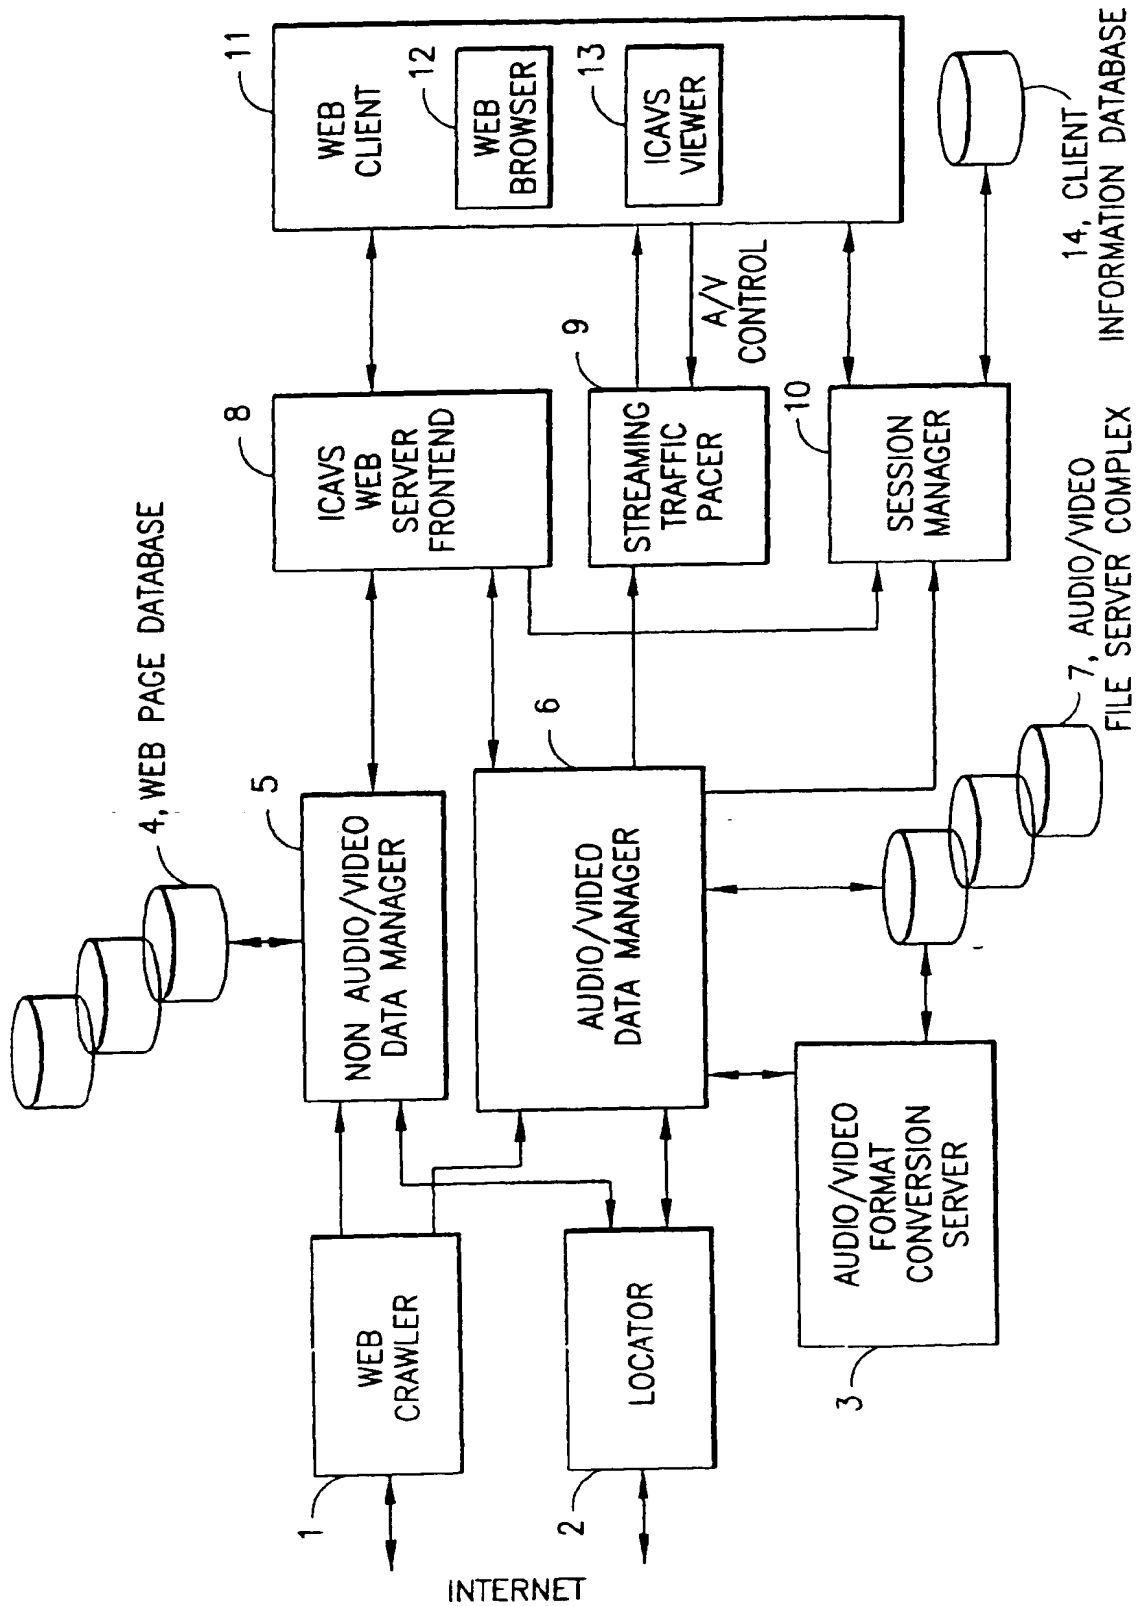 INTERNET
1
WEB
CRAWLER
2
LOCATOR
3
AUDIO/VIDEO
FORMAT
CONVERSION
SERVER
4, WEB PAGE DATABASE
5
NON AUDIO/VIDEO
DATA MANAGER
6
AUDIO/VIDEO
DATA MANAGER
7, AUDIO/VIDEO
FILE SERVER COMPLEX
8
ICAVS
WEB
SERVER
FRONTEND
9
STREAMING
TRAFFIC
PACER
A/V
CONTROL
10
SESSION
MANAGER
11
WEB
CLIENT
12
WEB
BROWSER
13
ICAVS
VIEWER
14, CLIENT
INFORMATION DATABASE